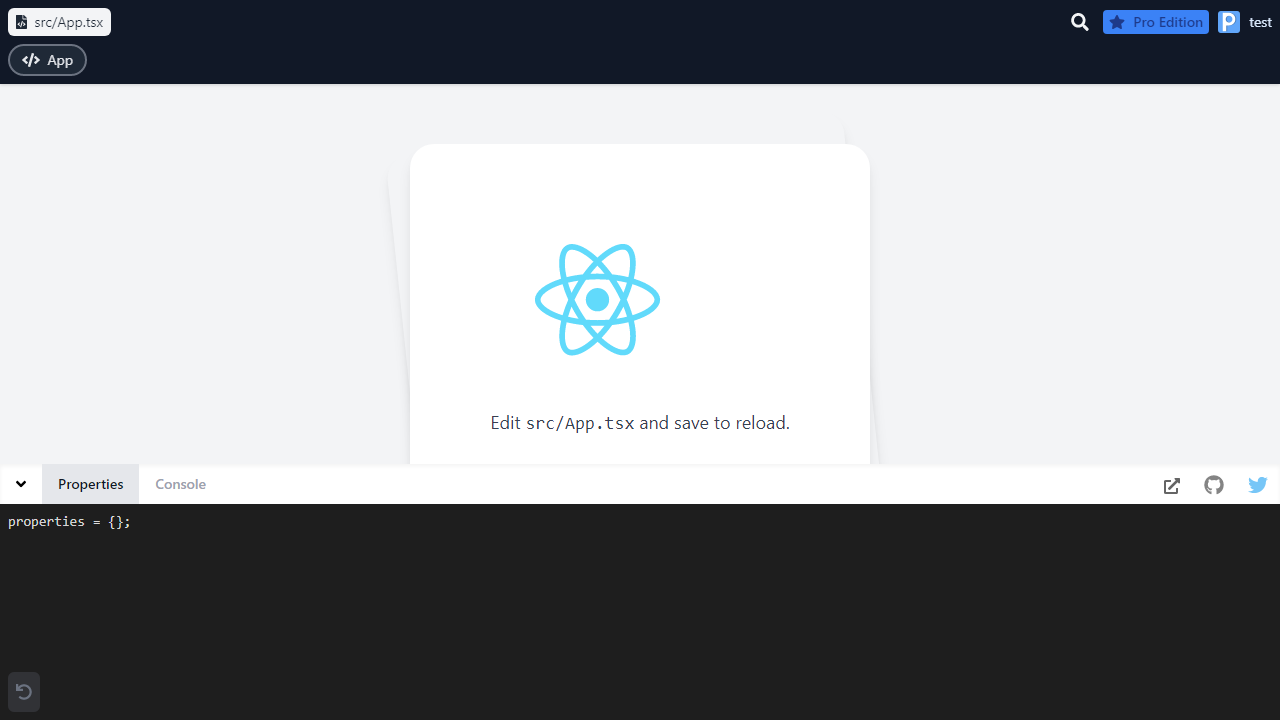 src/App.tsx
Pro Edition
test
App
Edit src/App.tsx and save to reload.
Properties
Console
properties = {};